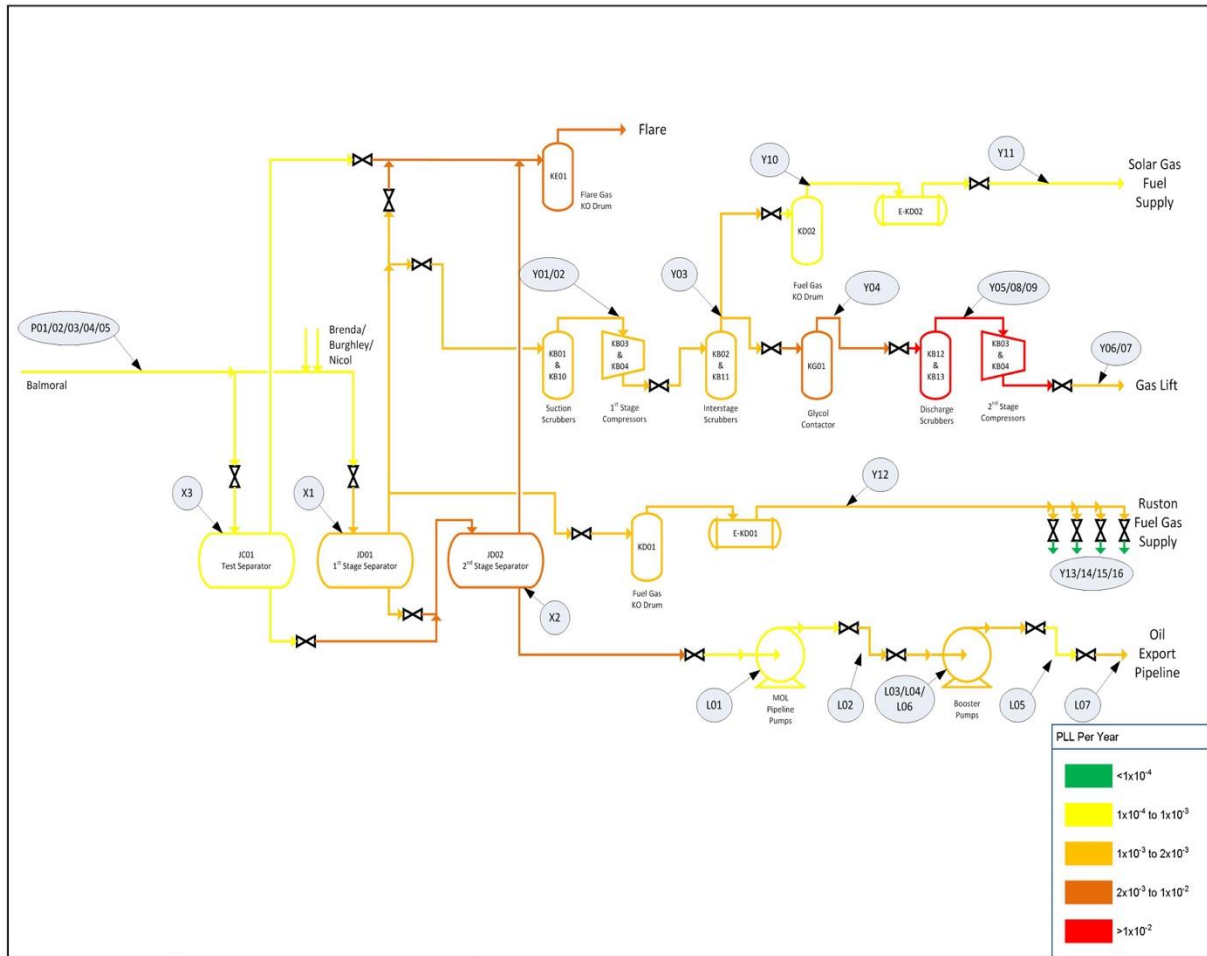 Flare
KE01
Flare Gas
KO Drum
Y10
Y11
Solar Gas
Fuel
Supply
KD02
E-KD02
Fuel Gas
KO Drum
Y01/02
Y03
Y04
Y05/08/09
P01/02/03/04/05
Brenda/
Burghley/
Nicol
Balmoral
KB01
&
KB10
Suction
Scrubbers
KB03
&
KB04
1st Stage
Compressors
KB02
&
KB11
Interstage
Scrubbers
KG01
Glycol
Contactor
KB12
&
KB13
Discharge
Scrubbers
KB03
&
KB04
2nd Stage
Compressors
Y06/07
Gas Lift
X3
X1
Y12
Ruston
Fuel Gas
Supply
JC01
Test Separator
JD01
1st Stage Separator
JD02
2nd Stage Separator
KD01
Fuel Gas
KO Drum
E-KD01
Y13/14/15/16
X2
Oil
Export
Pipeline
L01
MOL
Pipeline
Pumps
L02
L03/L04/
L06
Booster
Pumps
L05
L07
PLL Per Year
<1x10-4
1x10-4 to 1x10-3
1x10-3 to 2x10-3
2x10-3 to 1x10-2
>1x10-2